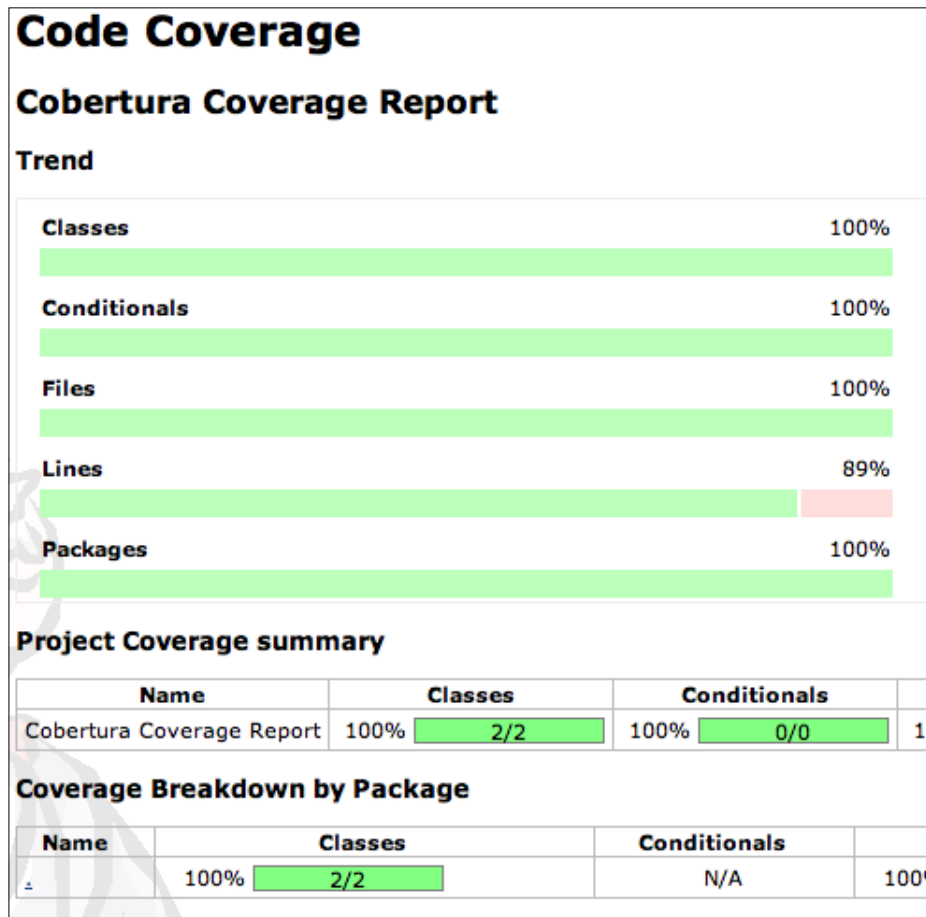 Code Coverage
Cobertura Coverage Report
Trend
Classes 100%
Conditionals 100%
Files 100%
Lines 89%
Packages 100%
Project Coverage summary
Name Classes Conditionals
Cobertura Coverage Report 100% 2/2 100% 0/0 1
Coverage Breakdown by Package
Name Classes Conditionals
. 100% 2/2 N/A 100